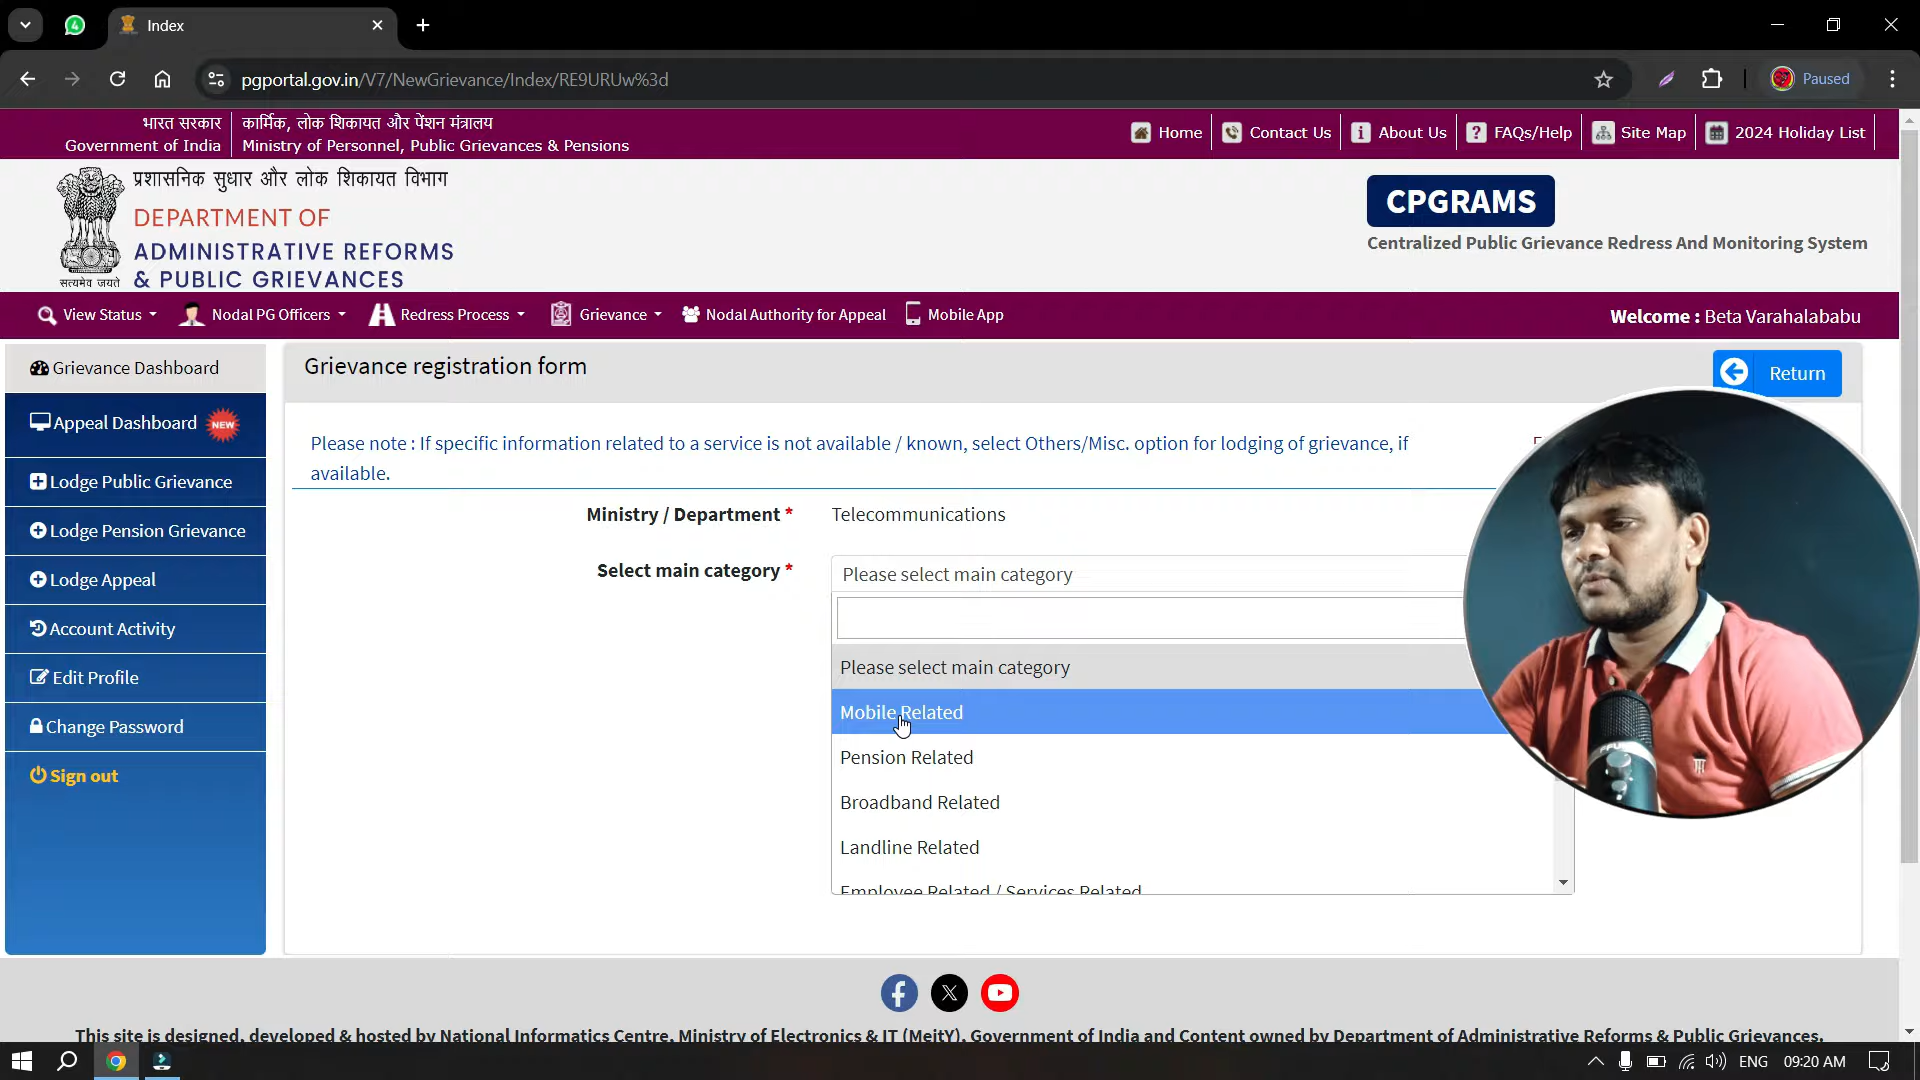 4
Index
pgportal.gov.in/V7/NewGrievance/Index/RE9URUw%3d
Paused
भारत सरकार
Government of India
कार्मिक, लोक शिकायत और पेंशन मंत्रालय
Ministry of Personnel, Public Grievances & Pensions
Home
Contact Us
About Us
FAQs/Help
Site Map
2024 Holiday List
प्रशासनिक सुधार और लोक शिकायत विभाग
DEPARTMENT OF
ADMINISTRATIVE REFORMS
& PUBLIC GRIEVANCES
सत्यमेव जयते
CPGRAMS
Centralized Public Grievance Redress And Monitoring System
View Status
Nodal PG Officers
Redress Process
Grievance
Nodal Authority for Appeal
Mobile App
Welcome : Beta Varahalababu
Grievance Dashboard
Appeal Dashboard NEW
Lodge Public Grievance
Lodge Pension Grievance
Lodge Appeal
Account Activity
Edit Profile
Change Password
Sign out
Grievance registration form
Return
Please note : If specific information related to a service is not available / known, select Others/Misc. option for lodging of grievance, if
available.
Ministry / Department *
Telecommunications
Select main category *
Please select main category
Please select main category
Mobile Related
Pension Related
Broadband Related
Landline Related
Employee Related / Services Related
This site is designed, developed & hosted by National Informatics Centre, Ministry of Electronics & IT (MeitY), Government of India and Content owned by Department of Administrative Reforms & Public Grievances.
ENG
09:20 AM